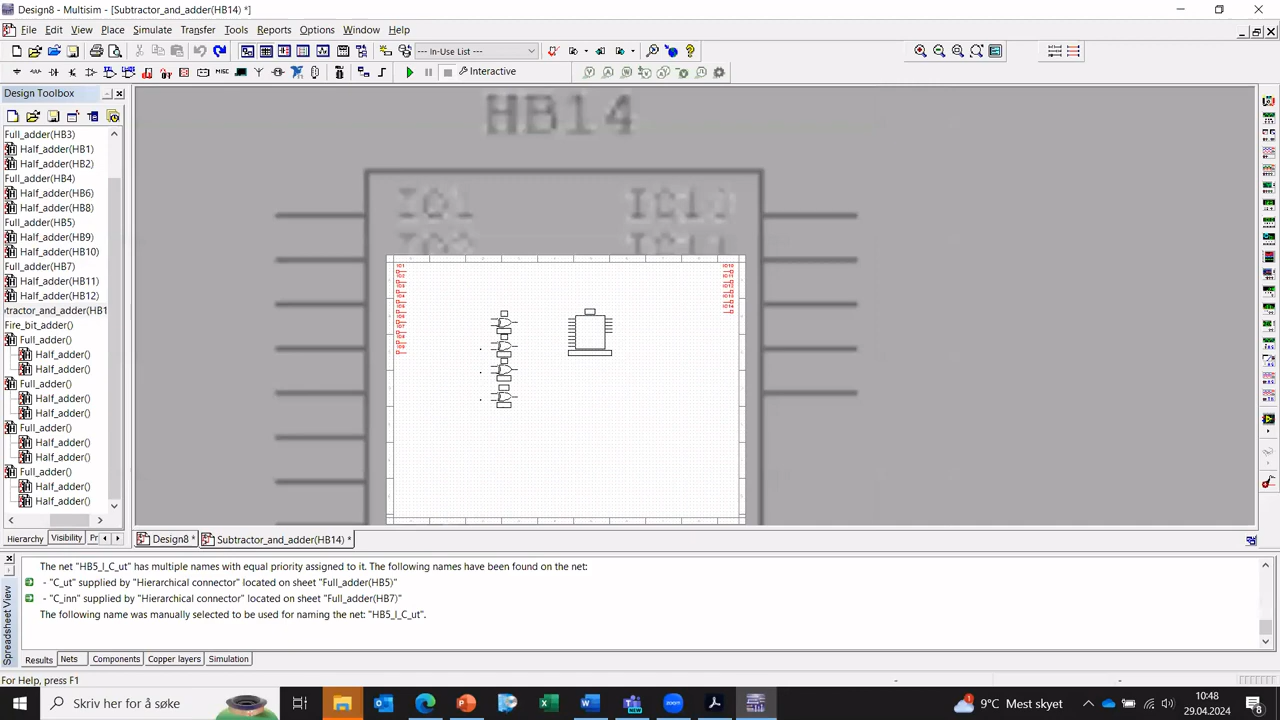 Design8 - Multisim - [Subtractor_and_adder(HB14) *]
File Edit View Place Simulate Transfer Tools Reports Options Window Help
--- In-Use List ---
Interactive
MISC
Design Toolbox
HB14
Full_adder(HB3)
Half_adder(HB1)
Half_adder(HB2)
Full_adder(HB4)
Half_adder(HB6)
Half_adder(HB8)
Full_adder(HB5)
Half_adder(HB9)
Half_adder(HB10)
Full_adder(HB7)
Half_adder(HB11)
Half_adder(HB12)
tractor_and_adder(HB1
Fire_bit_adder()
Full_adder()
Half_adder()
Half_adder()
Full_adder()
Half_adder()
Half_adder()
Full_adder()
Half_adder()
Half_adder()
Full_adder()
Half_adder()
Half_adder()
IO1 IO10
Hierarchy Visibility Pr
Design8 * Subtractor_and_adder(HB14) *
The net "HB5_I_C_ut" has multiple names with equal priority assigned to it. The following names have been found on the net:
- "C_ut" supplied by "Hierarchical connector" located on sheet "Full_adder(HB5)"
- "C_inn" supplied by "Hierarchical connector" located on sheet "Full_adder(HB7)"
The following name was manually selected to be used for naming the net: "HB5_I_C_ut".
Spreadsheet View
Results Nets Components Copper layers Simulation
For Help, press F1
Skriv her for å søke
zoom
1
9°C Mest skyet
10:48
29.04.2024
8